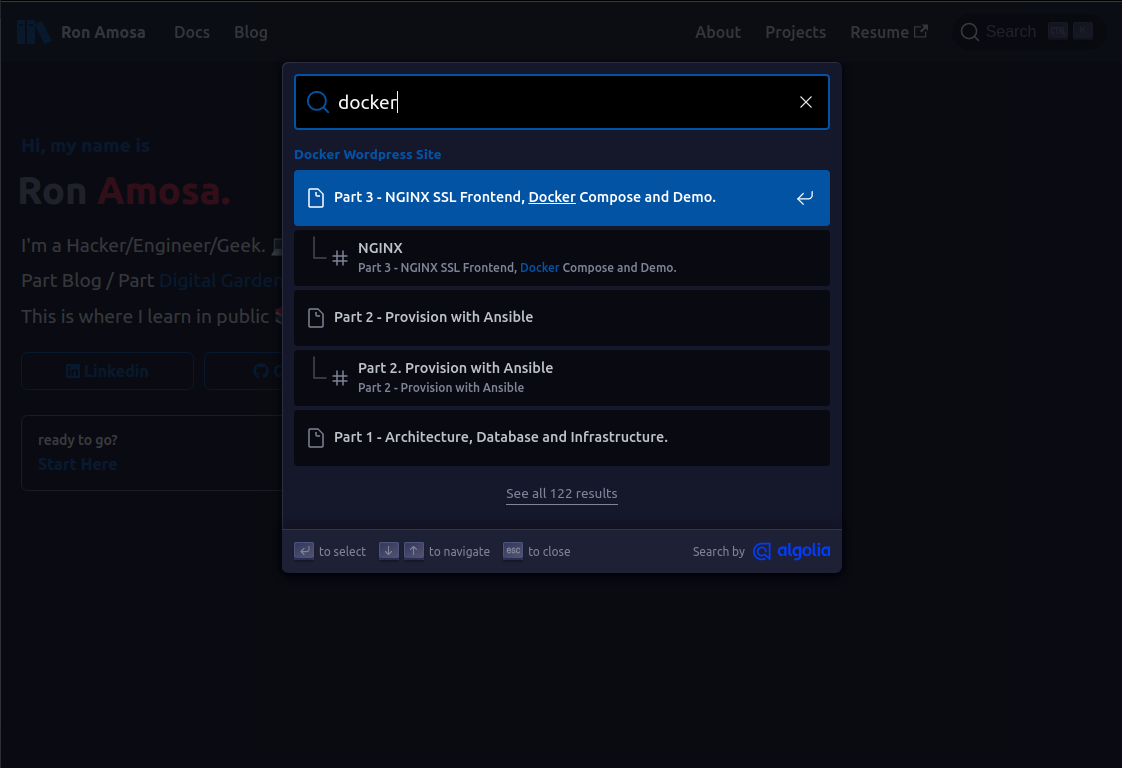 Ron Amosa Docs Blog About Projects Resume Search
docker
Docker Wordpress Site
Hi, my name is
Ron Amosa.
Part 3 - NGINX SSL Frontend, Docker Compose and Demo.
I'm a Hacker/Engineer/Geek.
NGINX
Part 3 - NGINX SSL Frontend, Docker Compose and Demo.
Part Blog / Part Digital Garden
This is where I learn in public
Part 2 - Provision with Ansible
Linkedin
Part 2. Provision with Ansible
Part 2 - Provision with Ansible
ready to go?
Start Here
Part 1 - Architecture, Database and Infrastructure.
See all 122 results
to select to navigate esc to close Search by algolia